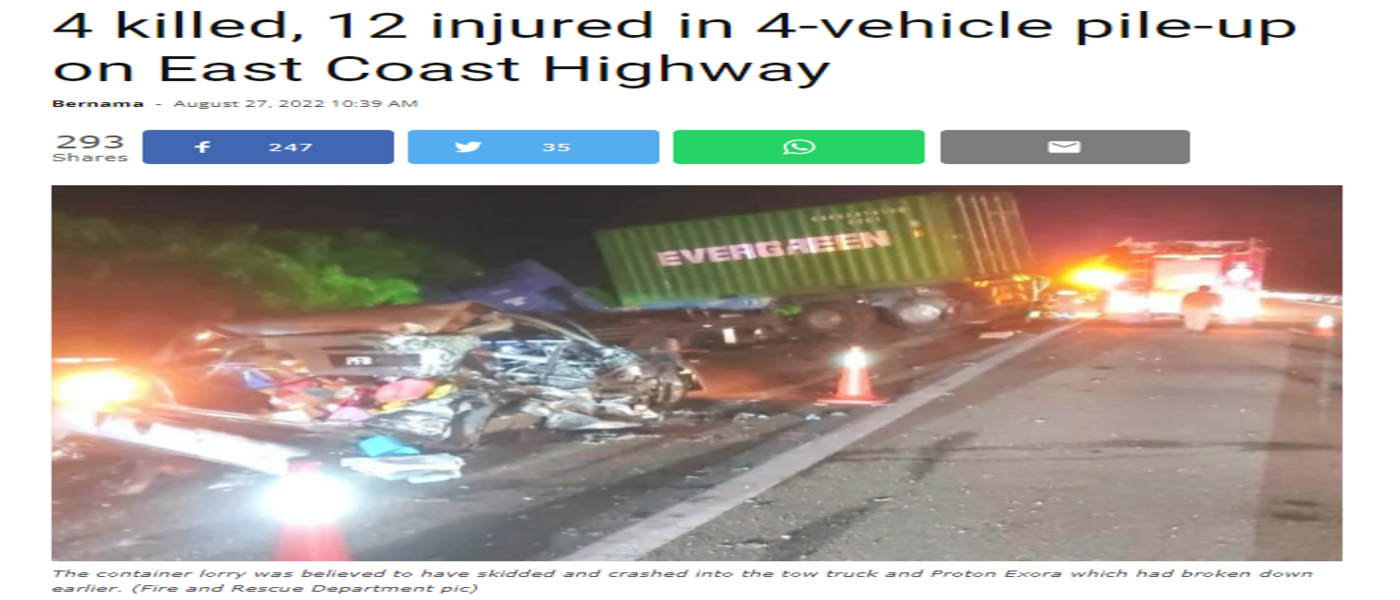 4 killed, 12 injured in 4-vehicle pile-up
on East Coast Highway
Bernama - August 27, 2022 10:39 AM
293
Shares
247
35
EVERGREEN
The container lorry was believed to have skidded and crashed into the tow truck and Proton Exora which had broken down
earlier. (Fire and Rescue Department pic)